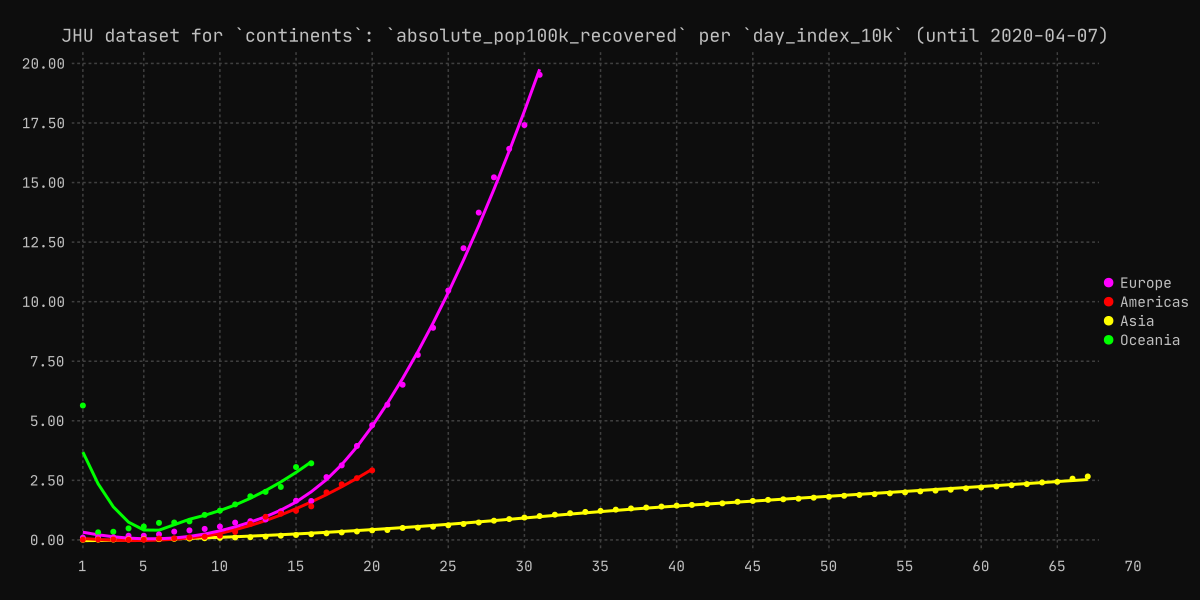 JHU dataset for `continents`: `absolute_pop100k_recovered` per `day_index_10k` (until 2020-04-07)
20.00
17.50
15.00
12.50
10.00
7.50
5.00
2.50
0.00
Europe
Americas
Asia
Oceania
1 5 10 15 20 25 30 35 40 45 50 55 60 65 70